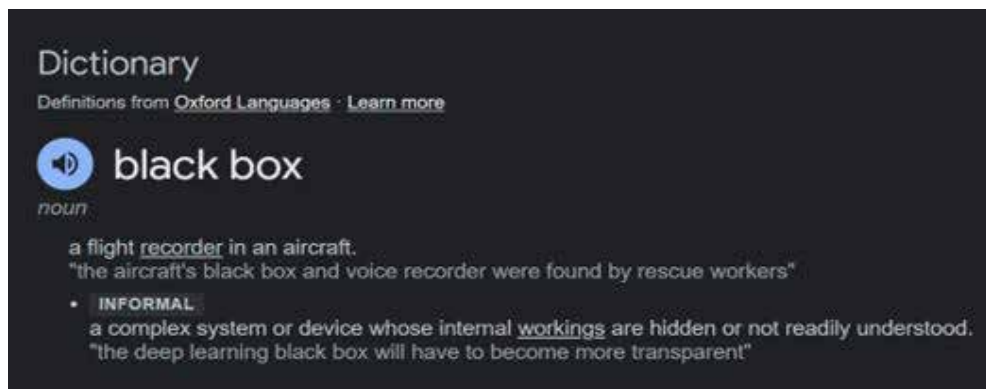 Dictionary
Definitions from Oxford Languages · Learn more
black box
noun
a flight recorder in an aircraft.
"the aircraft's black box and voice recorder were found by rescue workers"
• INFORMAL
a complex system or device whose internal workings are hidden or not readily understood.
"the deep learning black box will have to become more transparent"